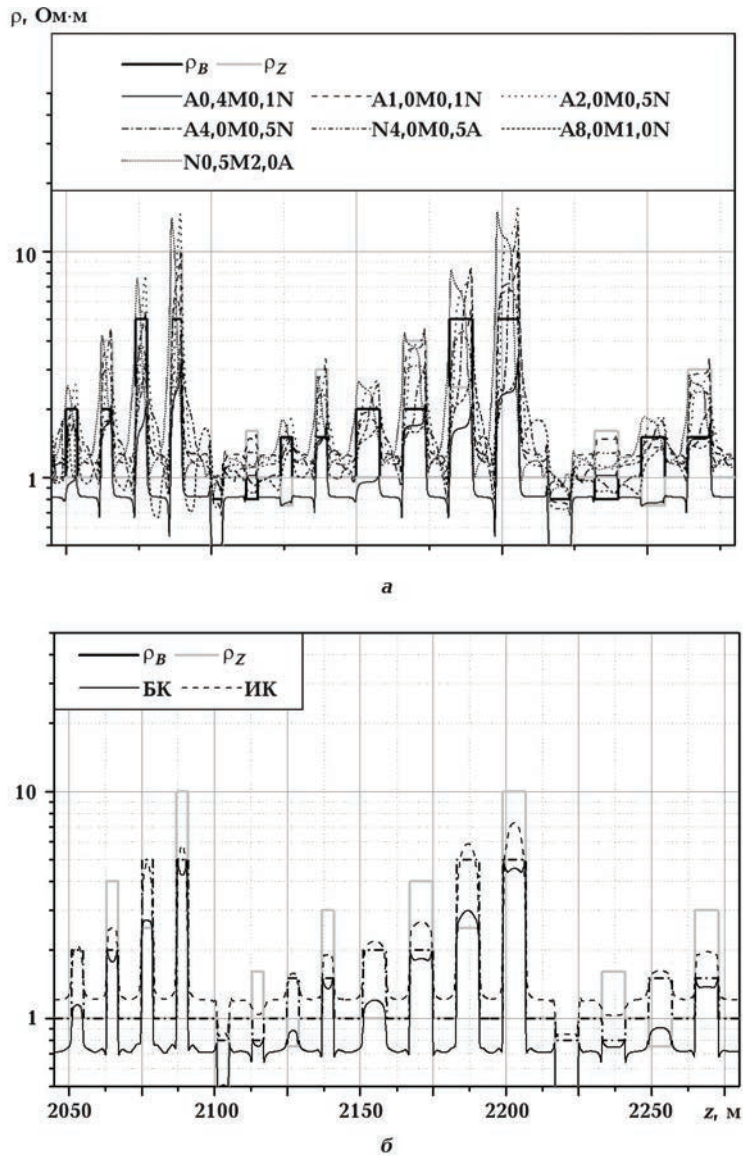 ρ, Ом·м
ρB ρZ
A0,4M0,1N A1,0M0,1N A2,0M0,5N
A4,0M0,5N N4,0M0,5A A8,0M1,0N
N0,5M2,0A
10
1
а
ρB ρZ
БК ИК
10
1
2050 2100 2150 2200 2250 z, м
б